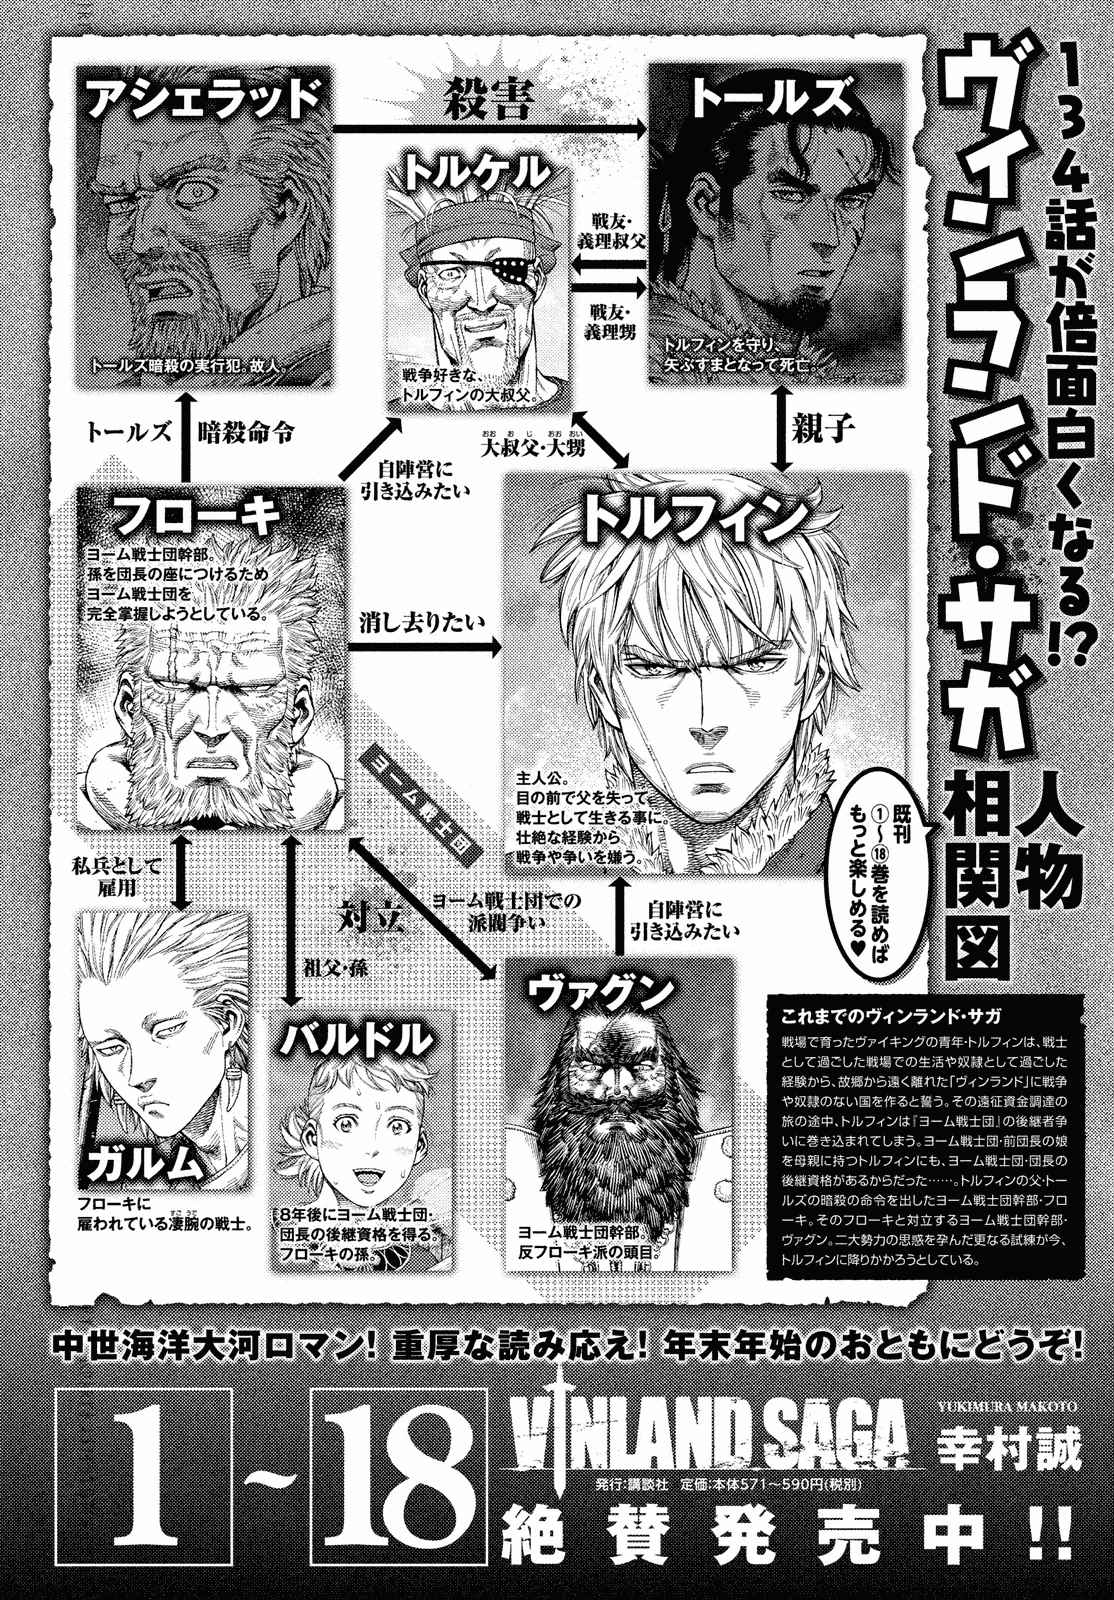 134話が倍面白くなる!?
ヴィンランド・サガ
人物
相関図
既刊
①〜⑱巻を読めば
もっと楽しめる♥
アシェラッド
トールズ暗殺の実行犯。故人。
殺害
トールズ
トルフィンを守り、
矢ぶすまとなって死亡。
トルケル
戦争好きな、
トルフィンの大叔父。
戦友・
義理叔父
戦友・
義理甥
トールズ
暗殺命令
自陣営に
引き込みたい
おおおじ おおおい
大叔父・大甥
親子
フローキ
ヨーム戦士団幹部。
孫を団長の座につけるため
ヨーム戦士団を
完全掌握しようとしている。
消し去りたい
トルフィン
主人公。
目の前で父を失って
戦士として生きる事に。
壮絶な経験から
戦争や争いを嫌う。
ヨーム戦士団
私兵として
雇用
対立
ヨーム戦士団での
派閥争い
祖父・孫
自陣営に
引き込みたい
ガルム
フローキに
すごうで
雇われている凄腕の戦士。
バルドル
8年後にヨーム戦士団・
団長の後継資格を得る。
フローキの孫。
ヴァグン
ヨーム戦士団幹部。
反フローキ派の頭目。
これまでのヴィンランド・サガ
戦場で育ったヴァイキングの青年・トルフィンは、戦士
として過ごした戦場での生活や奴隷として過ごした
経験から、故郷から遠く離れた「ヴィンランド」に戦争
や奴隷のない国を作ると誓う。その遠征資金調達の
旅の途中、トルフィンは『ヨーム戦士団』の後継者争
いに巻き込まれてしまう。ヨーム戦士団・前団長の娘
を母親に持つトルフィンにも、ヨーム戦士団・団長の
後継資格があるからだった……。トルフィンの父・トー
ルズの暗殺の命令を出したヨーム戦士団幹部・フロ
ーキ。そのフローキと対立するヨーム戦士団幹部・
ヴァグン。二大勢力の思惑を孕んだ更なる試練が今、
トルフィンに降りかかろうとしている。
中世海洋大河ロマン! 重厚な読み応え! 年末年始のおともにどうぞ!
1〜18
VINLAND SAGA
YUKIMURA MAKOTO
幸村誠
発行：講談社 定価：本体571〜590円(税別)
絶賛発売中!!